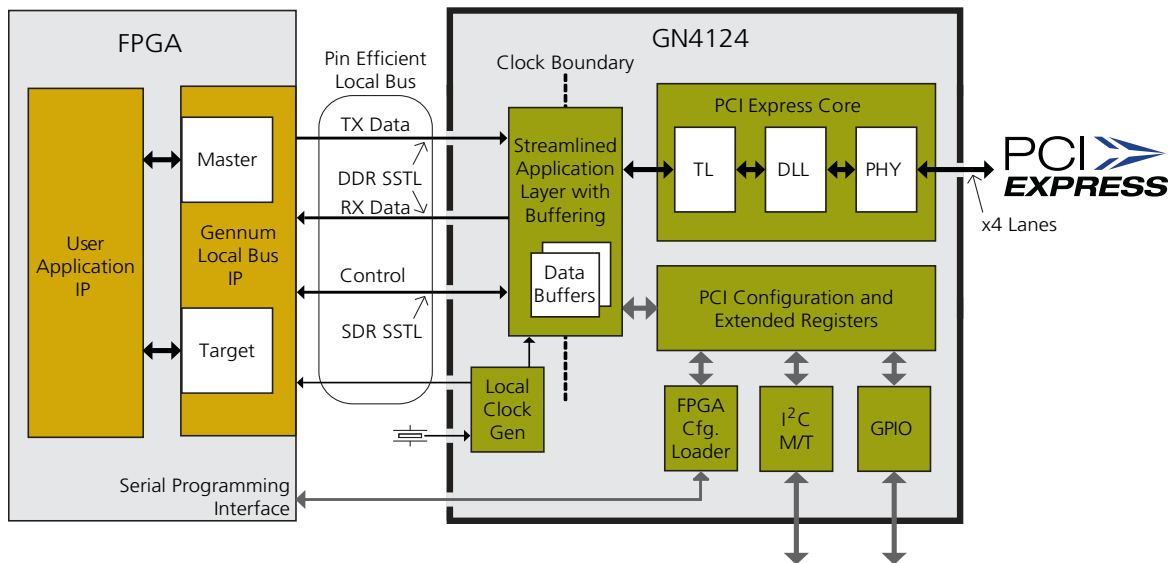 FPGA
GN4124
Pin Efficient
Local Bus
Clock Boundary
PCI Express Core
TX Data
Master
Streamlined
Application
Layer with
Buffering
TL
DLL
PHY
PCI
EXPRESS
DDR SSTL
RX Data
x4 Lanes
User
Application
IP
Gennum
Local Bus
IP
Control
Data
Buffers
PCI Configuration and
Extended Registers
SDR SSTL
Target
Local
Clock
Gen
FPGA
Cfg.
Loader
I²C
M/T
GPIO
Serial Programming
Interface